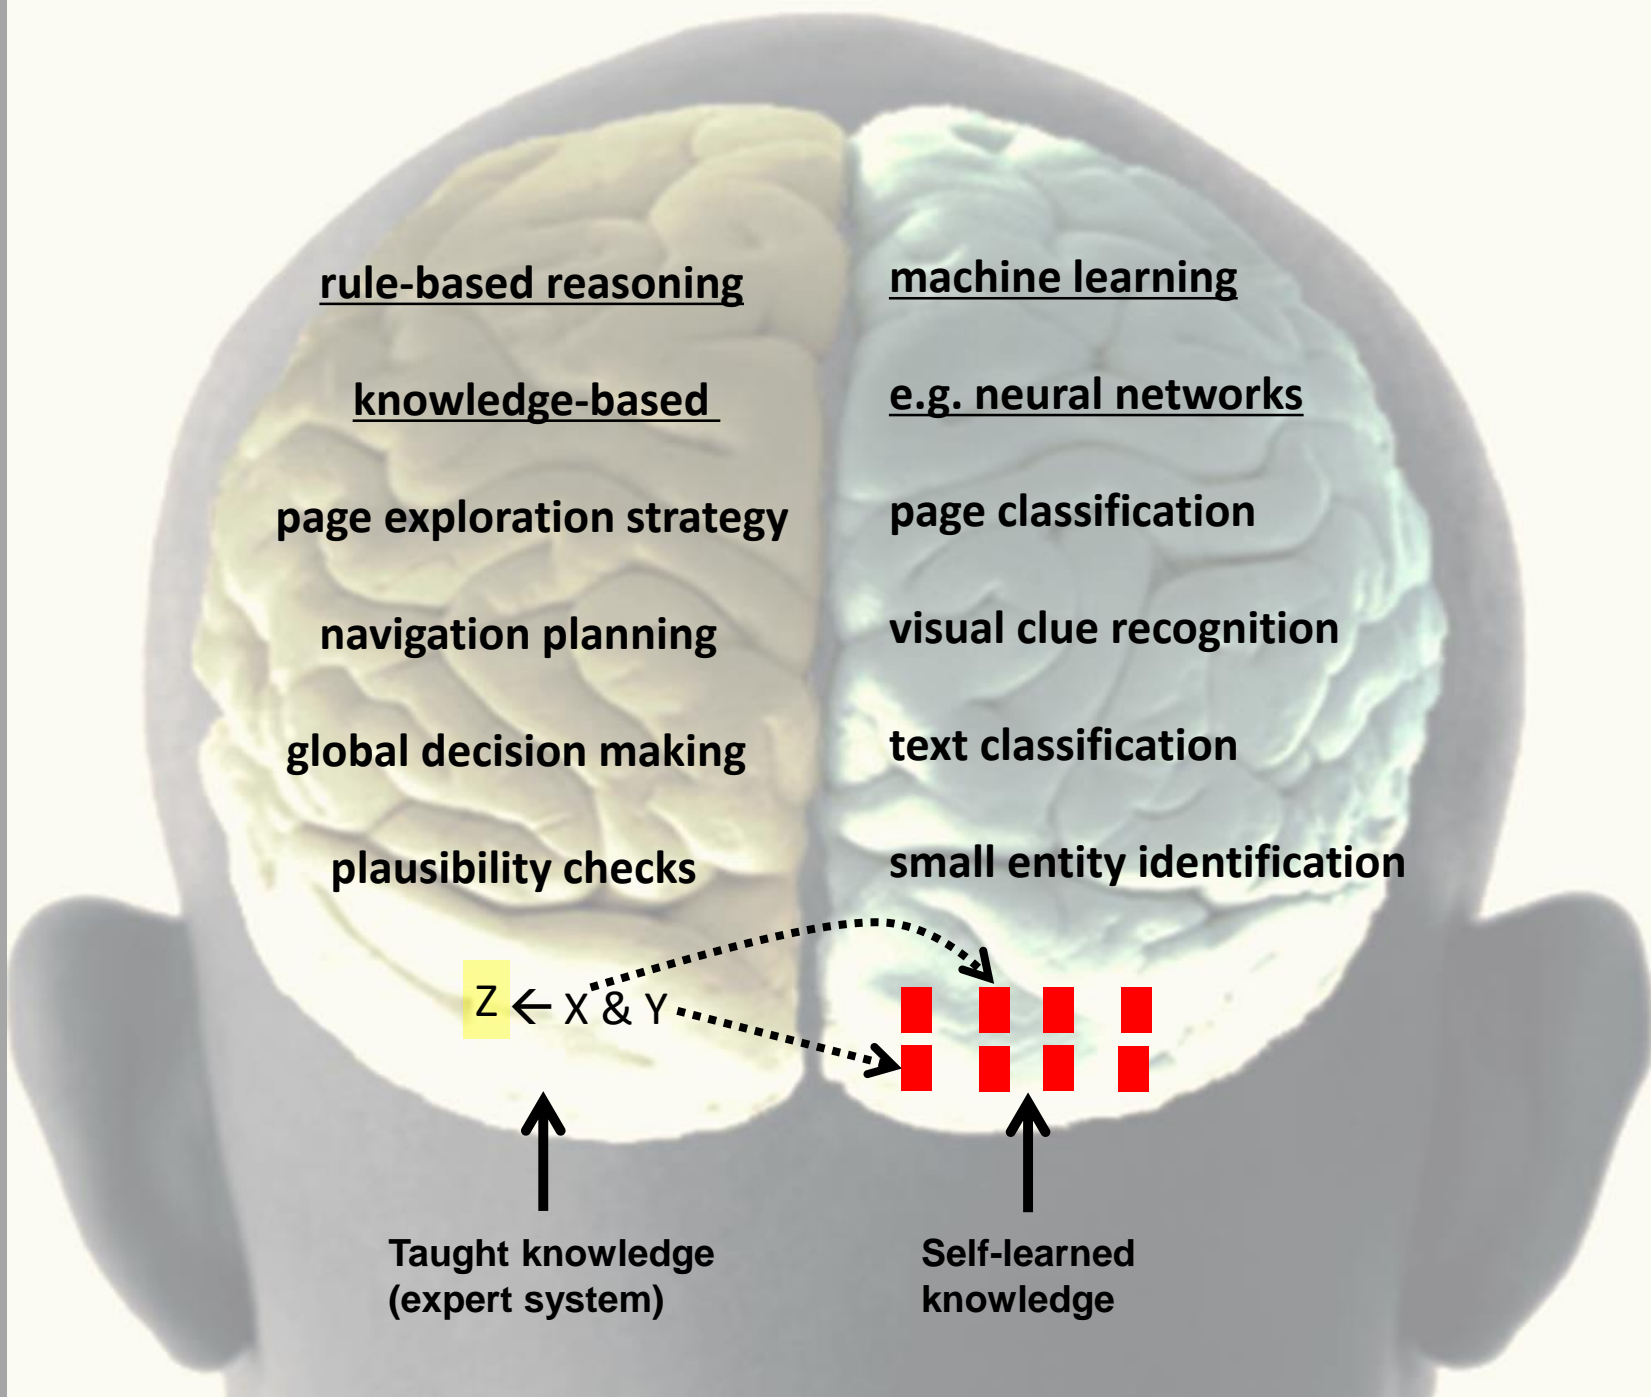 rule-based reasoning
knowledge-based
page exploration strategy
navigation planning
global decision making
plausibility checks
Z ← X & Y
Taught knowledge
(expert system)
machine learning
e.g. neural networks
page classification
visual clue recognition
text classification
small entity identification
Self-learned
knowledge